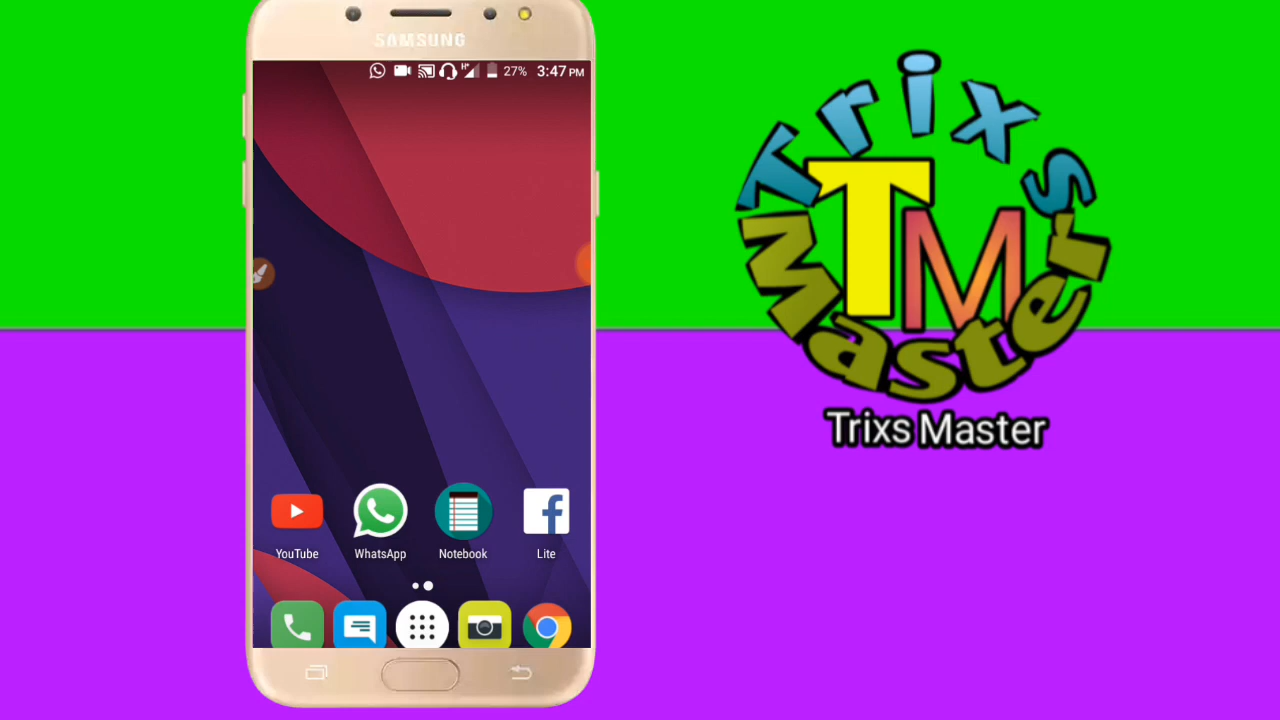 SAMSUNG
H+ 27% 3:47 PM
YouTube WhatsApp Notebook Lite
Trixs
TM
Master
Trixs Master